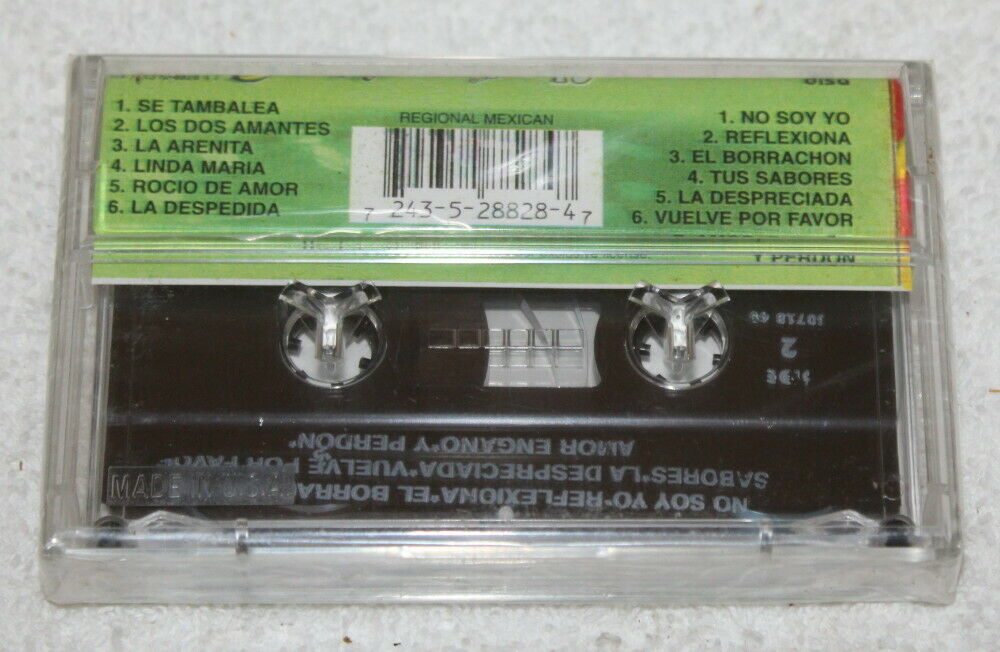 1. SE TAMBALEA
2. LOS DOS AMANTES
3. LA ARENITA
4. LINDA MARIA
5. ROCIO DE AMOR
6. LA DESPEDIDA
REGIONAL MEXICAN
7 243-5-28828-4 7
1. NO SOY YO
2. REFLEXIONA
3. EL BORRACHON
4. TUS SABORES
5. LA DESPRECIADA
6. VUELVE POR FAVOR
Y PERDON
2
NO SOY YO*REFLEXIONA*EL BORRA
SABORES*LA DESPRECIADA*VUELVE POR FAVOR
AMOR ENGAÑO*Y PERDON*
MADE IN U.S.A.